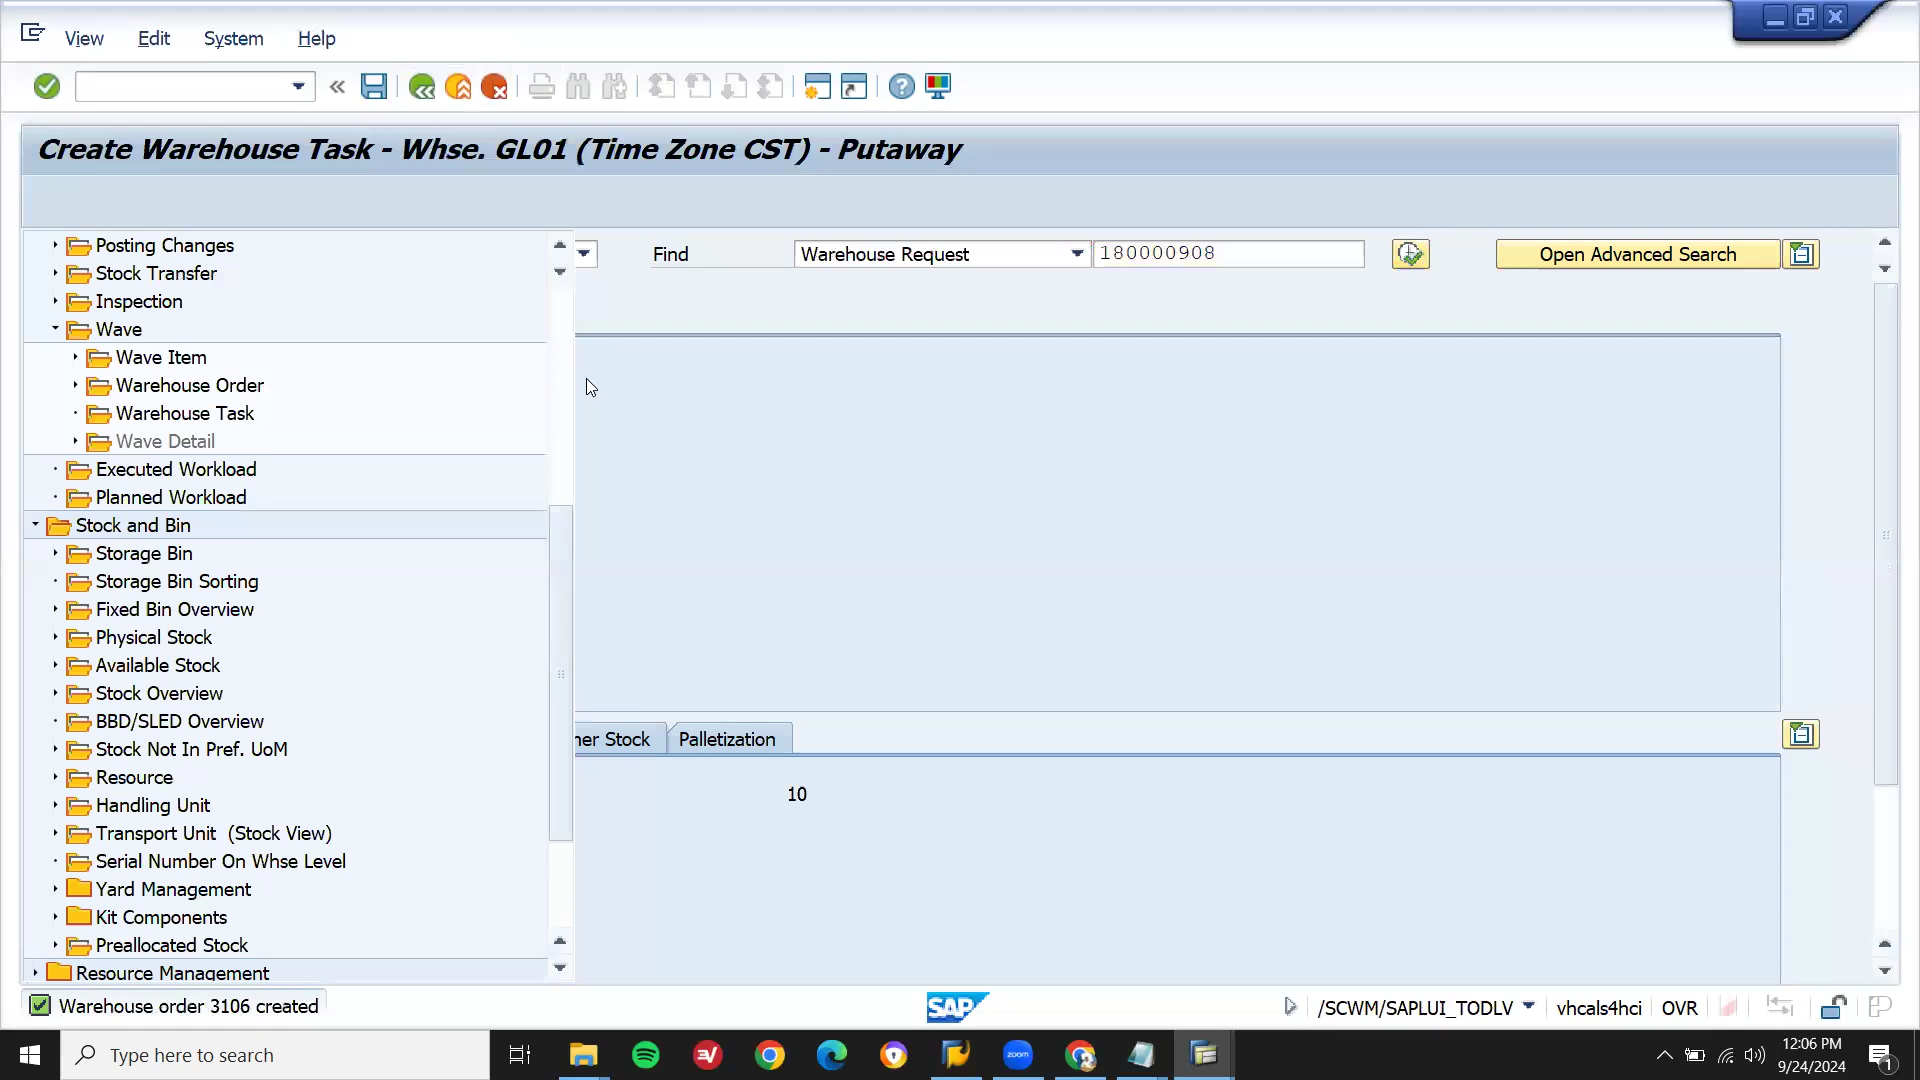 View Edit System Help
Create Warehouse Task - Whse. GL01 (Time Zone CST) - Putaway
Find Warehouse Request 180000908 Open Advanced Search
Posting Changes
Stock Transfer
Inspection
Wave
Wave Item
Warehouse Order
Warehouse Task
Wave Detail
Executed Workload
Planned Workload
Stock and Bin
Storage Bin
Storage Bin Sorting
Fixed Bin Overview
Physical Stock
Available Stock
Stock Overview
BBD/SLED Overview
Stock Not In Pref. UoM
Resource
Handling Unit
Transport Unit (Stock View)
Serial Number On Whse Level
Yard Management
Kit Components
Preallocated Stock
Resource Management
her Stock Palletization
10
Warehouse order 3106 created
SAP
/SCWM/SAPLUI_TODLV vhcals4hci OVR
Type here to search
zoom
12:06 PM
9/24/2024
1